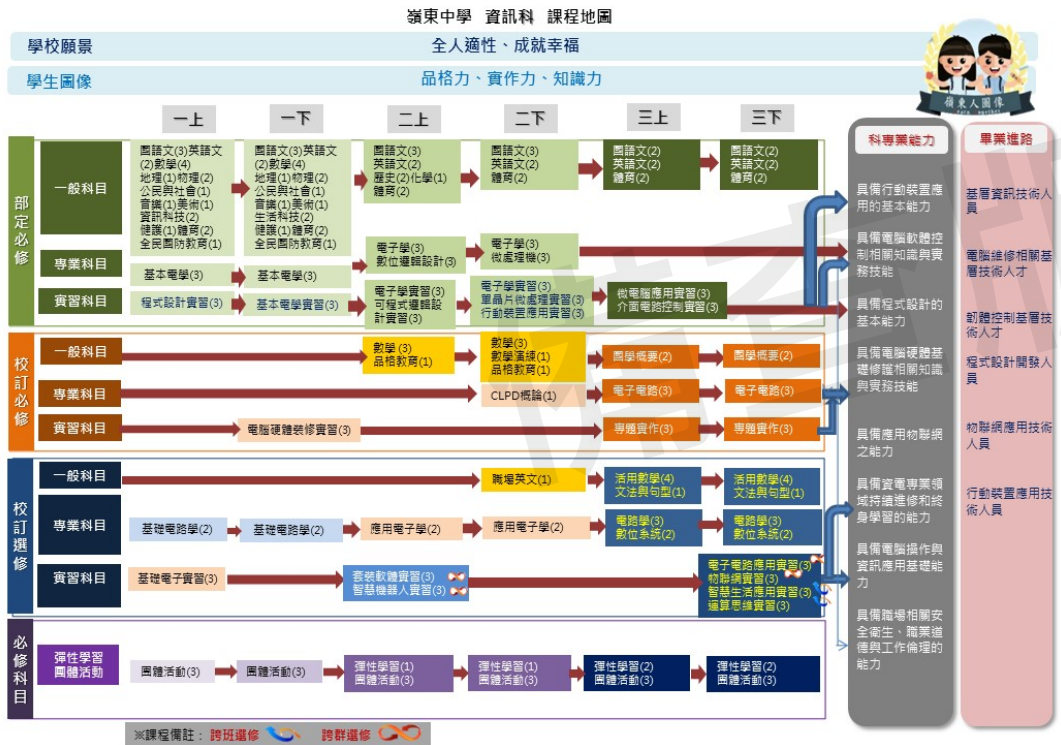 嶺東中學 資訊科 課程地圖
學校願景
全人適性、成就幸福
學生圖像
品格力、實作力、知識力
嶺東人圖像
一上
一下
二上
二下
三上
三下
科專業能力
畢業進路
部定必修
一般科目
國語文(3)英語文
(2)數學(4)
地理(1)物理(2)
公民與社會(1)
音議(1)美術(1)
資訊科技(2)
健護(1)體育(2)
全民國防教育(1)
國語文(3)英語文
(2)數學(4)
地理(1)物理(2)
公民與社會(1)
音議(1)美術(1)
生活科技(2)
健護(1)體育(2)
全民國防教育(1)
國語文(3)
英語文(2)
歷史(2)化學(1)
體育(2)
國語文(3)
英語文(2)
體育(2)
國語文(2)
英語文(2)
體育(2)
國語文(2)
英語文(2)
體育(2)
專業科目
基本電學(3)
基本電學(3)
電子學(3)
數位邏輯設計(3)
電子學(3)
微處理機(3)
實習科目
程式設計實習(3)
基本電學實習(3)
電子學實習(3)
可程式邏輯設
計實習(3)
電子學實習(3)
單晶片微處理實習(3)
行動裝置應用實習(3)
微電腦應用實習(3)
介面電路控制實習(3)
校訂必修
一般科目
數學(3)
品格教育(1)
數學(3)
數學演練(1)
品格教育(1)
國學概要(2)
國學概要(2)
專業科目
CLPD概論(1)
電子電路(3)
電子電路(3)
實習科目
電腦硬體裝修實習(3)
專題實作(3)
專題實作(3)
校訂選修
一般科目
職場英文(1)
活用數學(4)
文法與句型(1)
活用數學(4)
文法與句型(1)
專業科目
基礎電路學(2)
基礎電路學(2)
應用電子學(2)
應用電子學(2)
電路學(3)
數位系統(2)
電路學(3)
數位系統(2)
實習科目
基礎電子實習(3)
套裝軟體實習(3)
智慧機器人實習(3)
電子電路應用實習(3)
物聯網實習(3)
智慧生活應用實習(3)
運算思維實習(3)
必修科目
彈性學習
團體活動
團體活動(3)
團體活動(3)
彈性學習(1)
團體活動(3)
彈性學習(1)
團體活動(3)
彈性學習(2)
團體活動(3)
彈性學習(2)
團體活動(3)
具備行動裝置應
用的基本能力
具備電腦軟體控
制相關知識與實
務技能
具備程式設計的
基本能力
具備電腦硬體基
礎修護相關知識
與實務技能
具備應用物聯網
之能力
具備資電專業領
域持續進修和終
身學習的能力
具備電腦操作與
資訊應用基礎能
力
具備職場相關安
全衛生、職業道
德與工作倫理的
能力
基層資訊技術人
員
電腦維修相關基
層技術人才
韌體控制基層技
術人才
程式設計開發人
員
物聯網應用技術
人員
行動裝置應用技
術人員
※課程備註：跨班選修 跨群選修